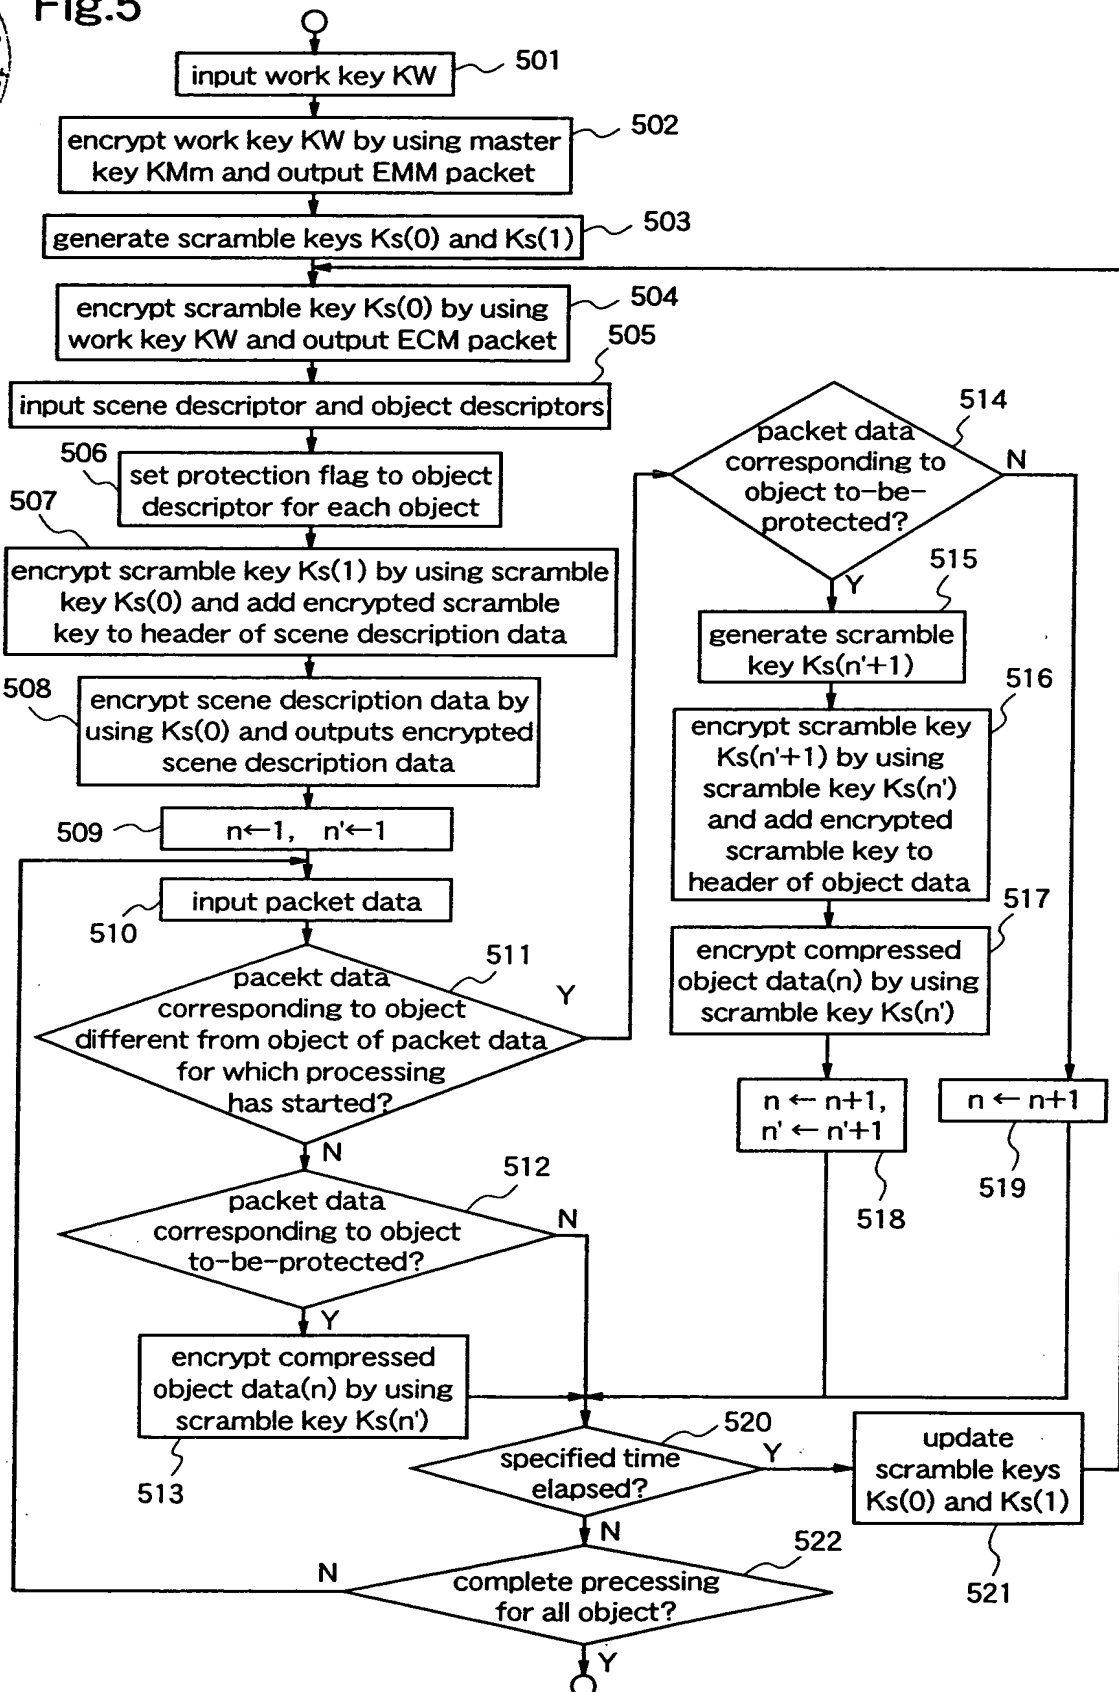 Fig.5
input work key KW
501
encrypt work key KW by using master
key KMm and output EMM packet
502
generate scramble keys Ks(0) and Ks(1)
503
encrypt scramble key Ks(0) by using
work key KW and output ECM packet
504
input scene descriptor and object descriptors
505
set protection flag to object
descriptor for each object
506
encrypt scramble key Ks(1) by using scramble
key Ks(0) and add encrypted scramble
key to header of scene description data
507
encrypt scene description data by
using Ks(0) and outputs encrypted
scene description data
508
n←1, n'←1
509
input packet data
510
pacekt data
corresponding to object
different from object of packet data
for which processing
has started?
511
Y
N
packet data
corresponding to object
to-be-protected?
512
N
Y
encrypt compressed
object data(n) by using
scramble key Ks(n')
513
packet data
corresponding to
object to-be-
protected?
514
N
Y
generate scramble
key Ks(n'+1)
515
encrypt scramble key
Ks(n'+1) by using
scramble key Ks(n')
and add encrypted
scramble key to
header of object data
516
encrypt compressed
object data(n) by using
scramble key Ks(n')
517
n ← n+1,
n' ← n'+1
518
n ← n+1
519
specified time
elapsed?
520
Y
N
update
scramble keys
Ks(0) and Ks(1)
521
complete precessing
for all object?
522
N
Y